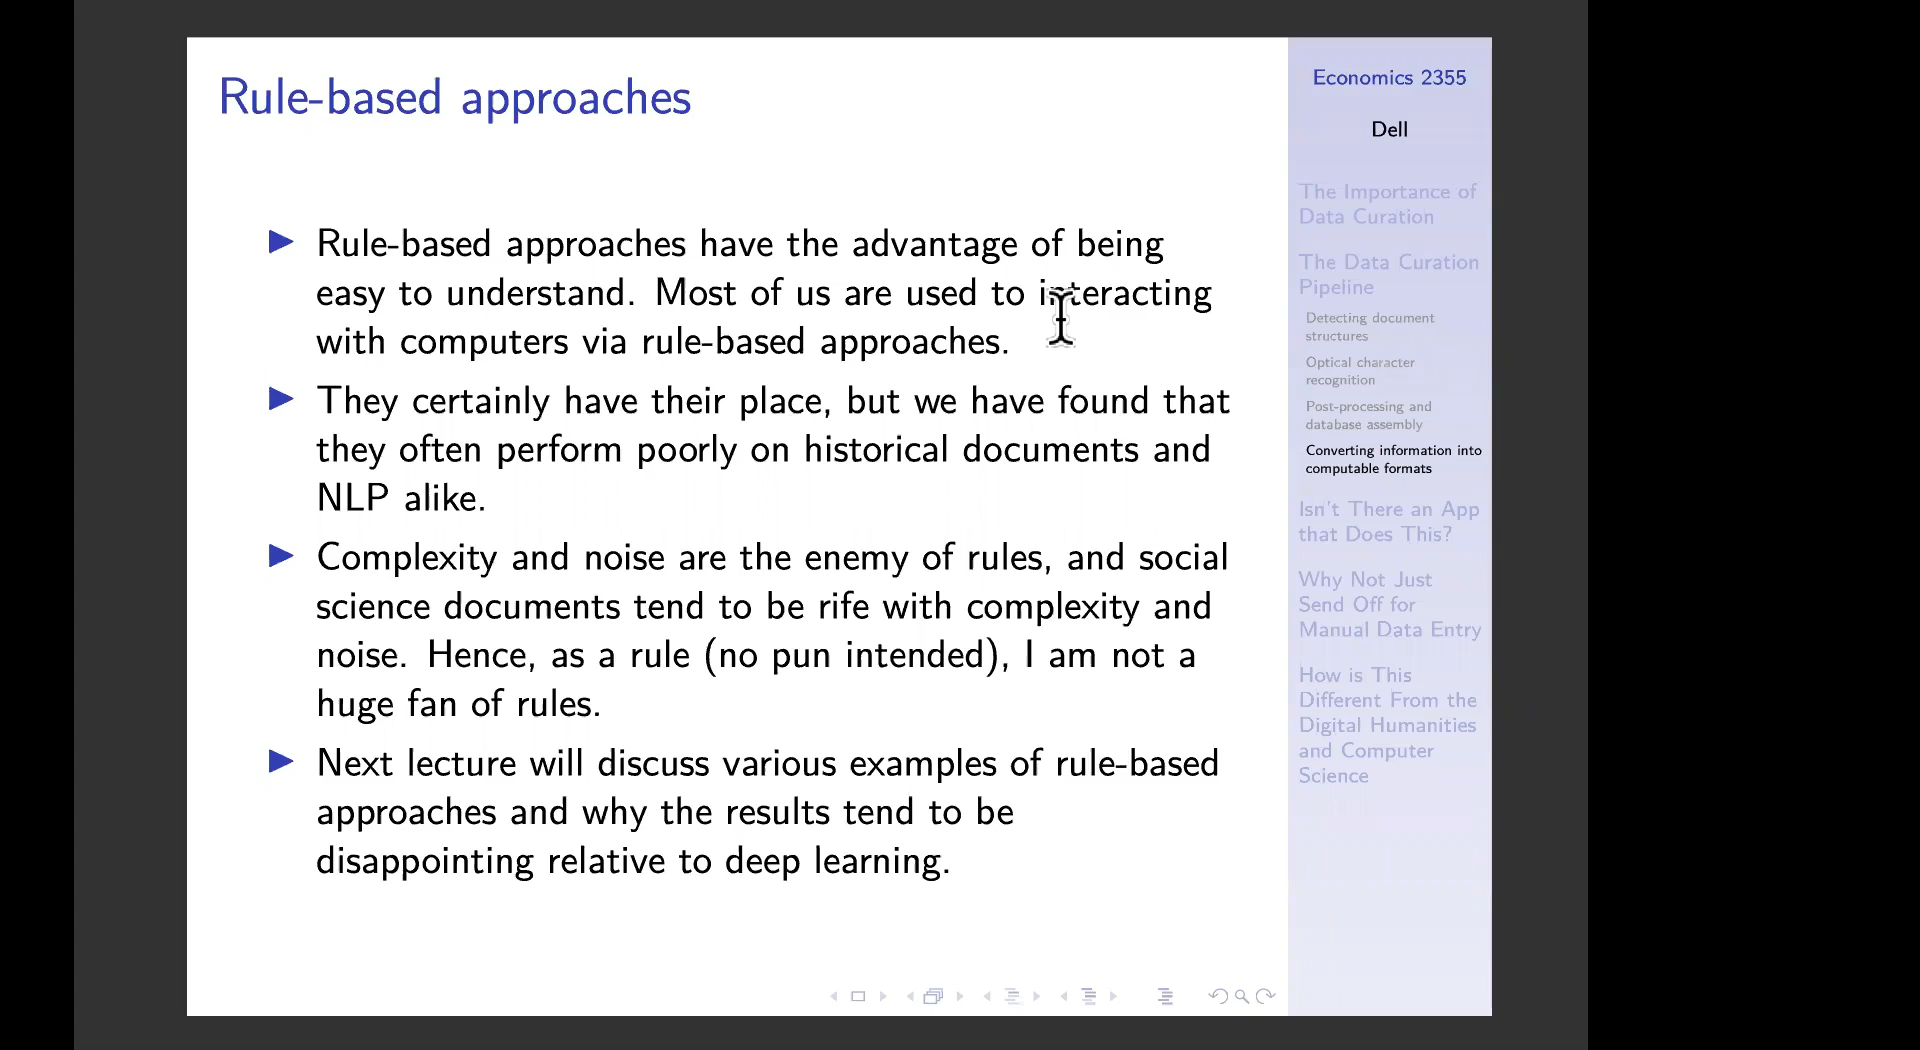 Rule-based approaches
Rule-based approaches have the advantage of being
easy to understand. Most of us are used to interacting
with computers via rule-based approaches.
They certainly have their place, but we have found that
they often perform poorly on historical documents and
NLP alike.
Complexity and noise are the enemy of rules, and social
science documents tend to be rife with complexity and
noise. Hence, as a rule (no pun intended), I am not a
huge fan of rules.
Next lecture will discuss various examples of rule-based
approaches and why the results tend to be
disappointing relative to deep learning.
Economics 2355
Dell
The Importance of
Data Curation
The Data Curation
Pipeline
Detecting document
structures
Optical character
recognition
Post-processing and
database assembly
Converting information into
computable formats
Isn't There an App
that Does This?
Why Not Just
Send Off for
Manual Data Entry
How is This
Different From the
Digital Humanities
and Computer
Science